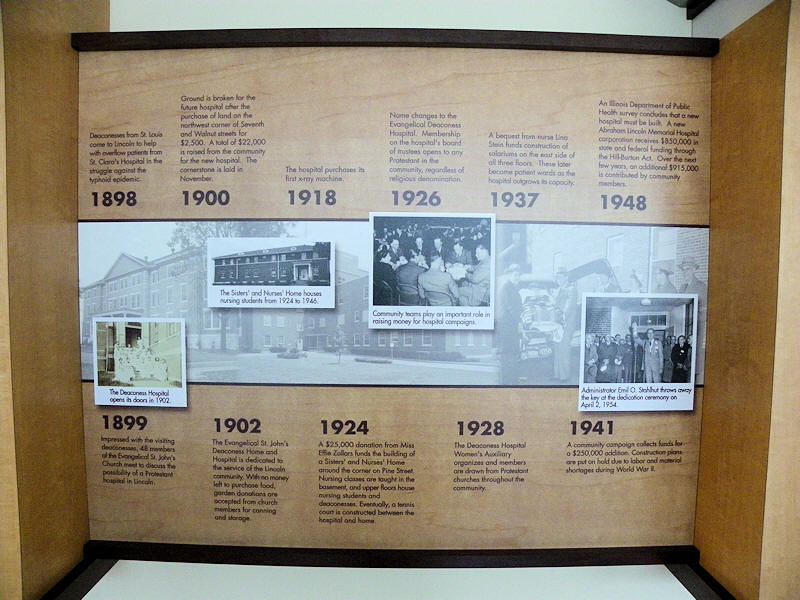 Deaconesses from St. Louis
come to Lincoln to help
with overflow patients from
St. Clara's Hospital in the
struggle against the
typhoid epidemic.
1898
Ground is broken for the
future hospital after the
purchase of land on the
northwest corner of Seventh
and Walnut streets for
$2,500. A total of $22,000
is raised from the community
for the new hospital. The
cornerstone is laid in
November.
1900
The hospital purchases its
first x-ray machine.
1918
Name changes to the
Evangelical Deaconess
Hospital. Membership
on the hospital's board
of trustees opens to any
Protestant in the
community, regardless of
religious denomination.
1926
A bequest from nurse Lina
Stein funds construction of
solariums on the east side of
all three floors. These later
become patient wards as the
hospital outgrows its capacity.
1937
An Illinois Department of Public
Health survey concludes that a new
hospital must be built. A new
Abraham Lincoln Memorial Hospital
corporation receives $850,000 in
state and federal funding through
the Hill-Burton Act. Over the next
few years, an additional $915,000
is contributed by community
members.
1948
The Sisters' and Nurses' Home houses
nursing students from 1924 to 1946.
Community teams play an important role in
raising money for hospital campaigns.
The Deaconess Hospital
opens its doors in 1902.
Administrator Emil O. Stahlhut throws away
the key at the dedication ceremony on
April 2, 1954.
1899
Impressed with the visiting
deaconesses, 48 members
of the Evangelical St. John's
Church meet to discuss the
possibility of a Protestant
hospital in Lincoln.
1902
The Evangelical St. John's
Deaconess Home and
Hospital is dedicated to
the service of the Lincoln
community. With no money
left to purchase food,
garden donations are
accepted from church
members for canning
and storage.
1924
A $25,000 donation from Miss
Effie Zollars funds the building of
a Sisters' and Nurses' Home
around the corner on Pine Street.
Nursing classes are taught in the
basement, and upper floors house
nursing students and
deaconesses. Eventually, a tennis
court is constructed between the
hospital and home.
1928
The Deaconess Hospital
Women's Auxiliary
organizes and members
are drawn from Protestant
churches throughout the
community.
1941
A community campaign collects funds for
a $250,000 addition. Construction plans
are put on hold due to labor and material
shortages during World War II.